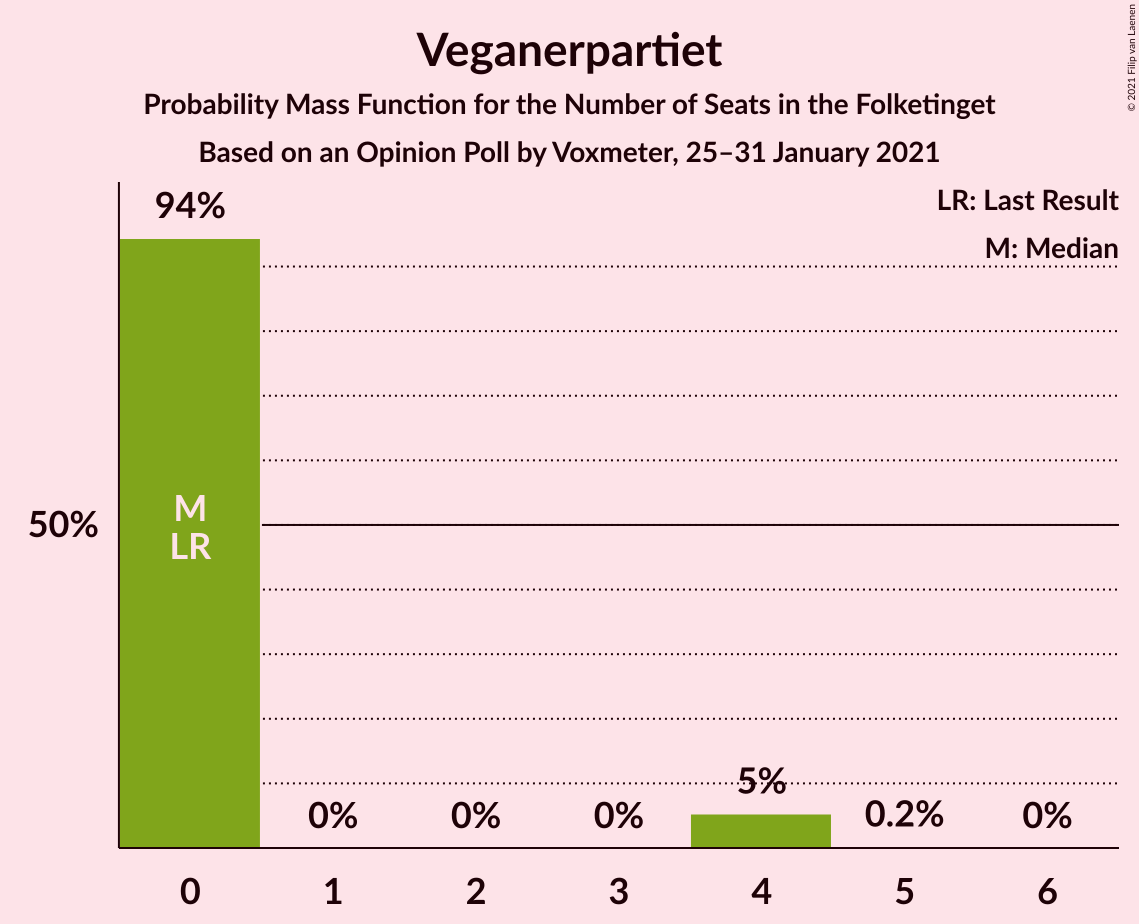 Veganerpartiet
Probability Mass Function for the Number of Seats in the Folketinget
Based on an Opinion Poll by Voxmeter, 25–31 January 2021
© 2021 Filip van Laenen
LR: Last Result
M: Median
94%
50%
M
LR
0%
0%
0%
5%
0.2%
0%
0
1
2
3
4
5
6